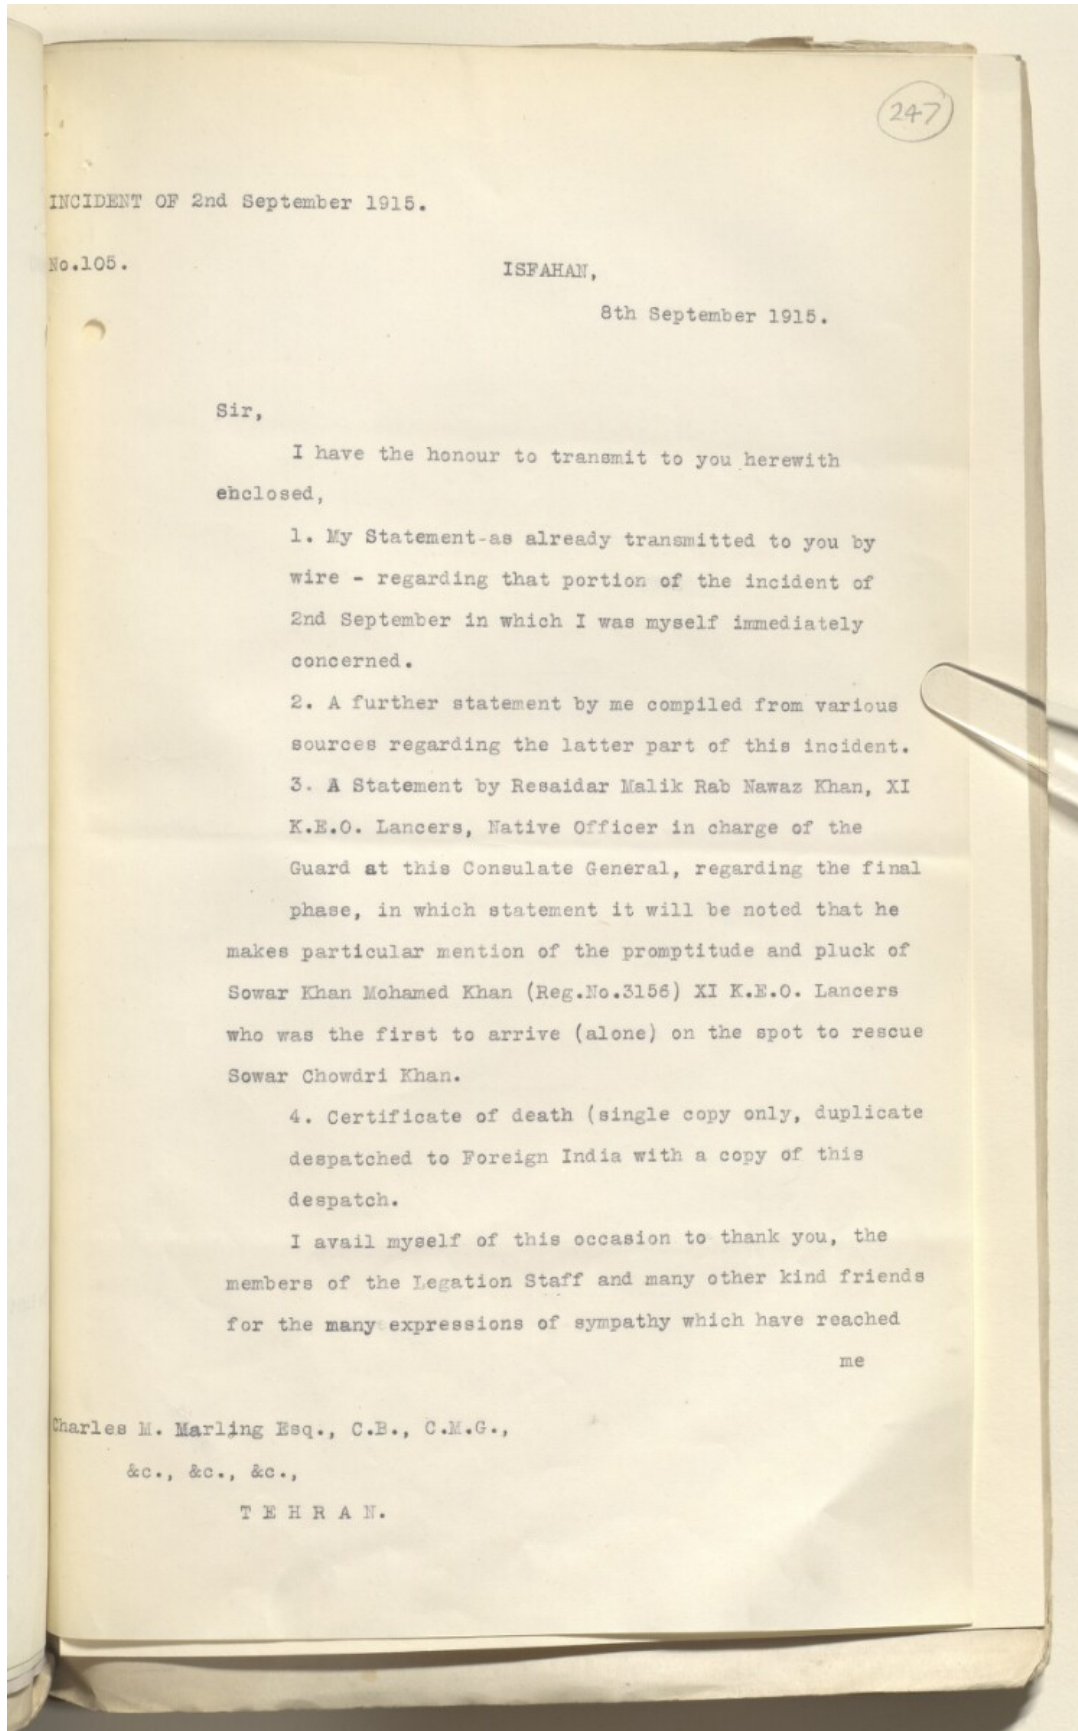 247
INCIDENT OF 2nd September 1915.
No.105.
ISFAHAN,
8th September 1915.
Sir,
I have the honour to transmit to you herewith
ehclosed,
1. My Statement-as already transmitted to you by
wire - regarding that portion of the incident of
2nd September in which I was myself immediately
concerned.
2. A further statement by me compiled from various
sources regarding the latter part of this incident.
3. A Statement by Resaidar Malik Rab Nawaz Khan, XI
K.E.O. Lancers, Native Officer in charge of the
Guard at this Consulate General, regarding the final
phase, in which statement it will be noted that he
makes particular mention of the promptitude and pluck of
Sowar Khan Mohamed Khan (Reg.No.3156) XI K.E.O. Lancers
who was the first to arrive (alone) on the spot to rescue
Sowar Chowdri Khan.
4. Certificate of death (single copy only, duplicate
despatched to Foreign India with a copy of this
despatch.
I avail myself of this occasion to thank you, the
members of the Legation Staff and many other kind friends
for the many expressions of sympathy which have reached
me
Charles M. Marling Esq., C.B., C.M.G.,
&c., &c., &c.,
T E H R A N.